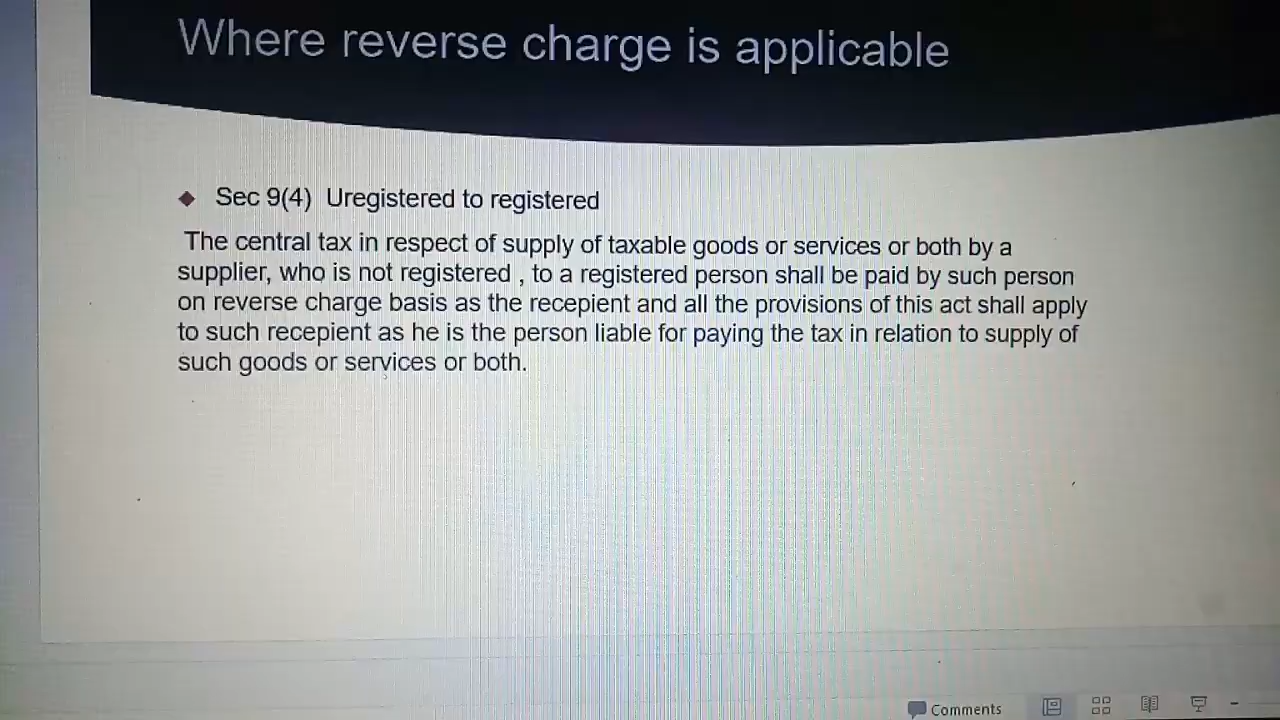 Where reverse charge is applicable
Sec 9(4) Uregistered to registered
The central tax in respect of supply of taxable goods or services or both by a
supplier, who is not registered , to a registered person shall be paid by such person
on reverse charge basis as the recepient and all the provisions of this act shall apply
to such recepient as he is the person liable for paying the tax in relation to supply of
such goods or services or both.
Comments